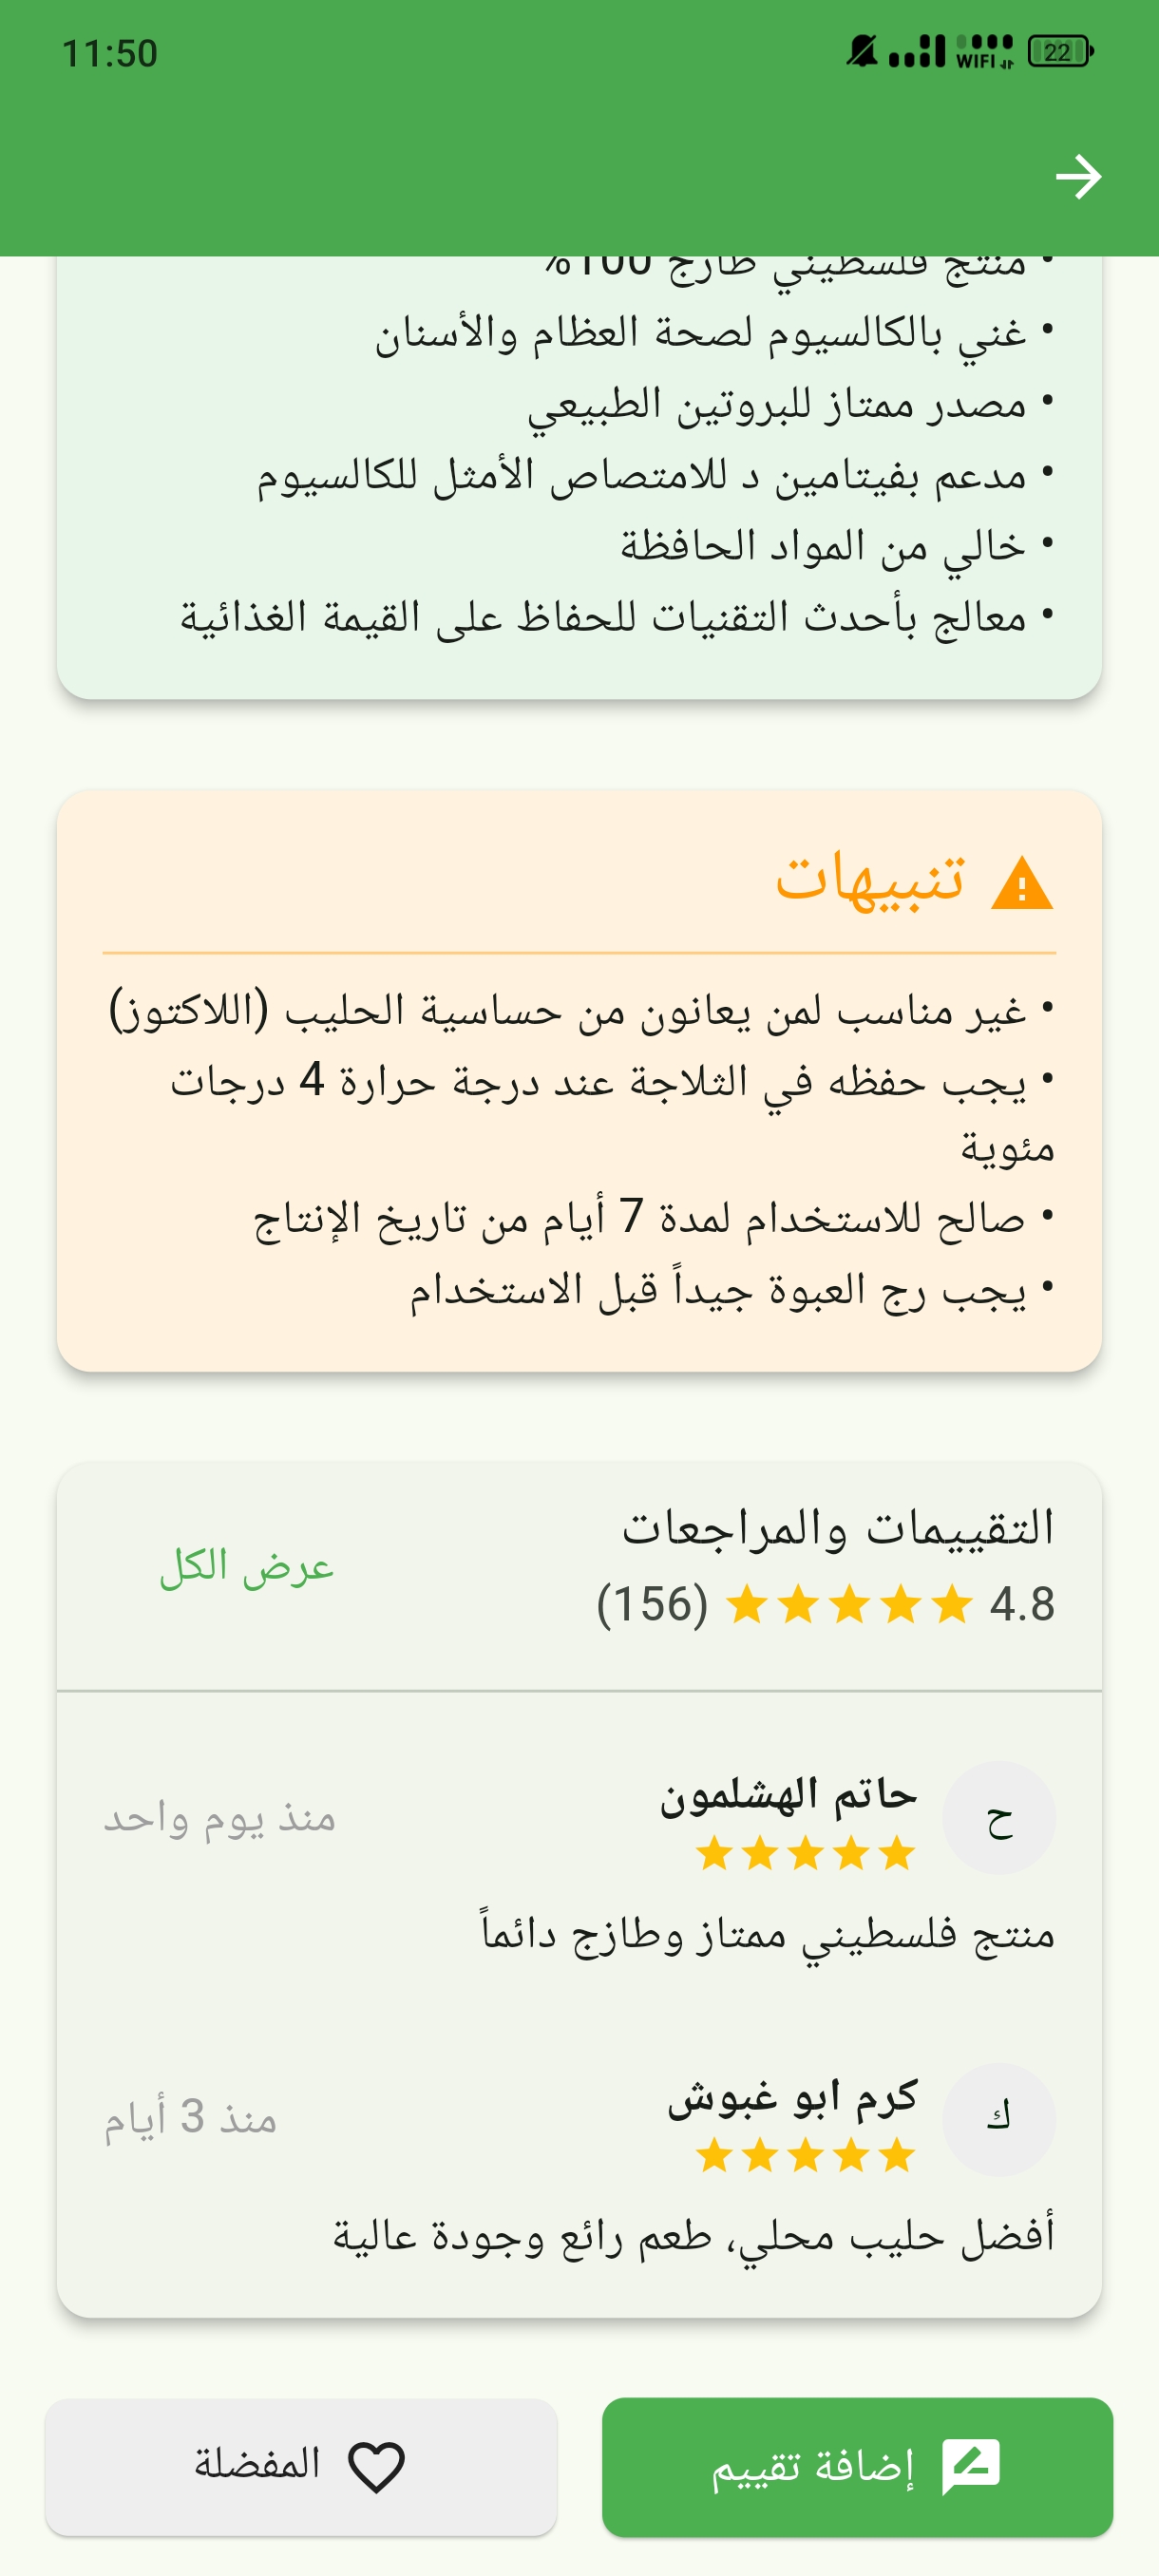 11:50
WIFI
22
• منتج فلسطيني طازج 100%
• غني بالكالسيوم لصحة العظام والأسنان
• مصدر ممتاز للبروتين الطبيعي
• مدعم بفيتامين د للامتصاص الأمثل للكالسيوم
• خالي من المواد الحافظة
• معالج بأحدث التقنيات للحفاظ على القيمة الغذائية
تنبيهات
• غير مناسب لمن يعانون من حساسية الحليب (اللاكتوز)
• يجب حفظه في الثلاجة عند درجة حرارة 4 درجات
مئوية
• صالح للاستخدام لمدة 7 أيام من تاريخ الإنتاج
• يجب رج العبوة جيداً قبل الاستخدام
التقييمات والمراجعات
عرض الكل
4.8 (156)
ح
حاتم الهشلمون
منذ يوم واحد
منتج فلسطيني ممتاز وطازج دائماً
ك
كرم ابو غبوش
منذ 3 أيام
أفضل حليب محلي، طعم رائع وجودة عالية
إضافة تقييم
المفضلة